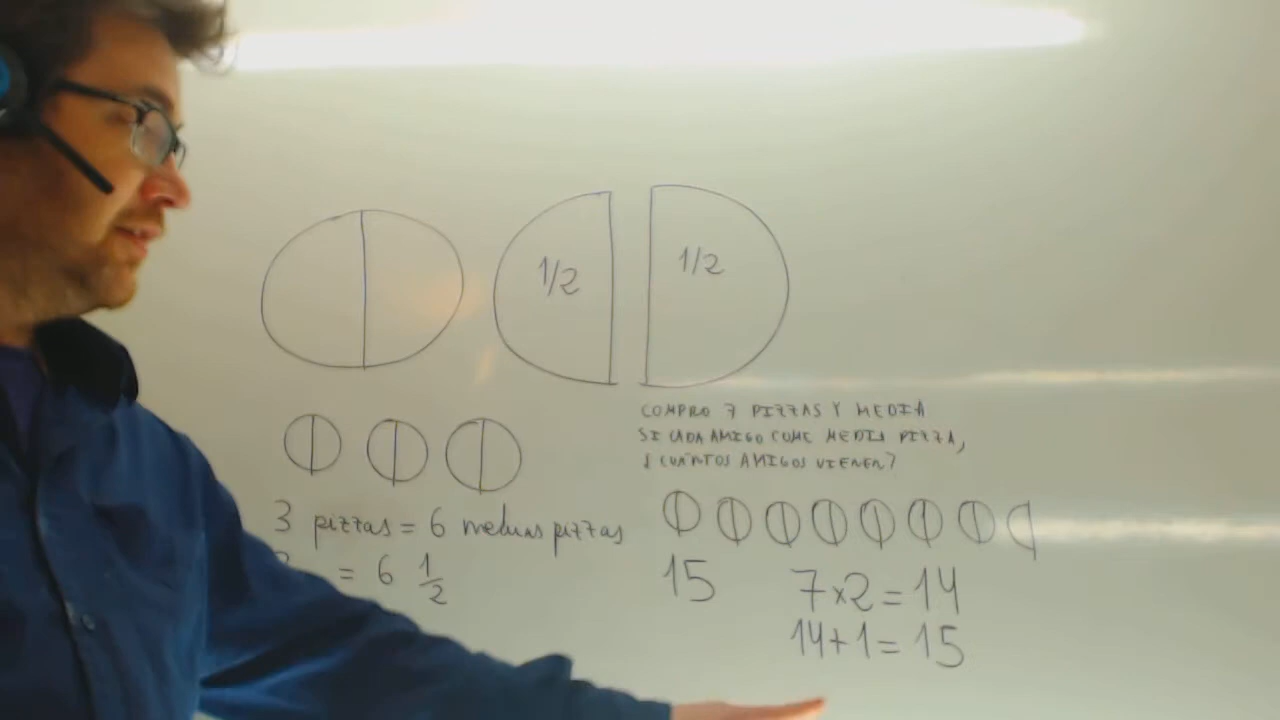 1/2
1/2
3 pizzas = 6 medias pizzas
= 6 1/2
COMPRO 7 PIZZAS Y MEDIA
SI CADA AMIGO COME MEDIA PIZZA,
¿CUÁNTOS AMIGOS VIENEN?
15
7x2=14
14+1=15